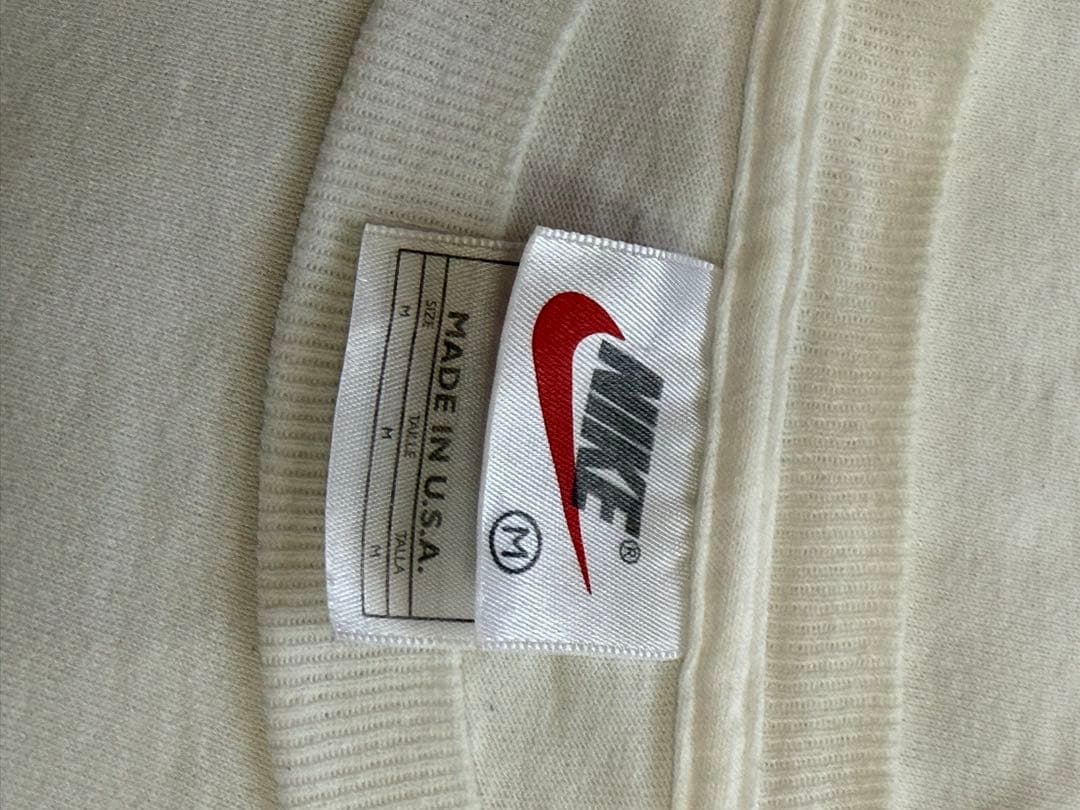 NIKE®
M
MADE IN U.S.A.
SIZE TAILLE TALLA
M M M